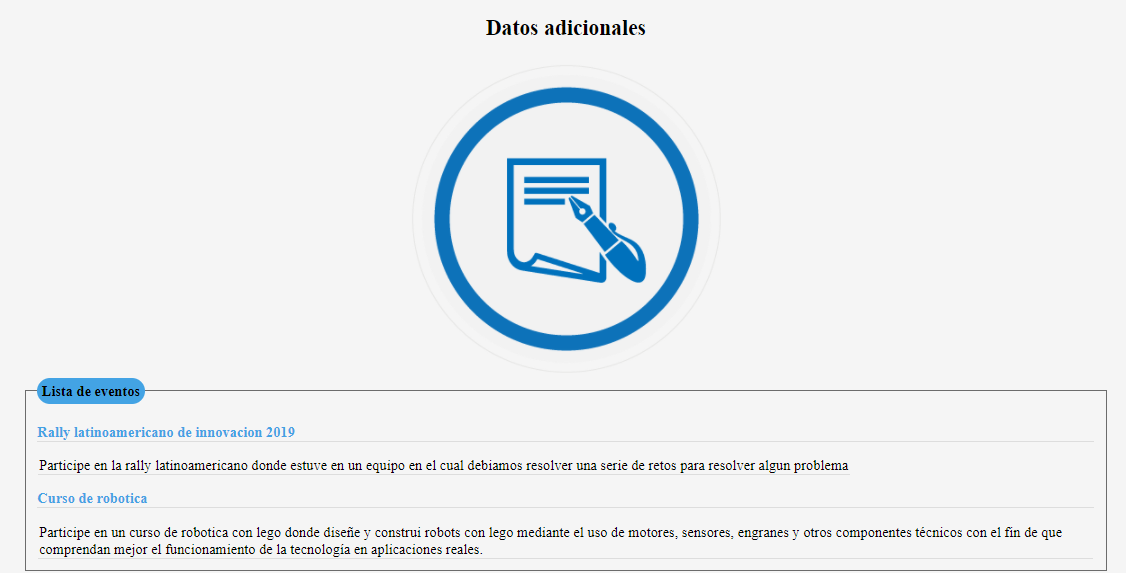 Datos adicionales
Lista de eventos
Rally latinoamericano de innovacion 2019
Participe en la rally latinoamericano donde estuve en un equipo en el cual debiamos resolver una serie de retos para resolver algun problema
Curso de robotica
Participe en un curso de robotica con lego donde diseñe y construi robots con lego mediante el uso de motores, sensores, engranes y otros componentes técnicos con el fin de que
comprendan mejor el funcionamiento de la tecnología en aplicaciones reales.